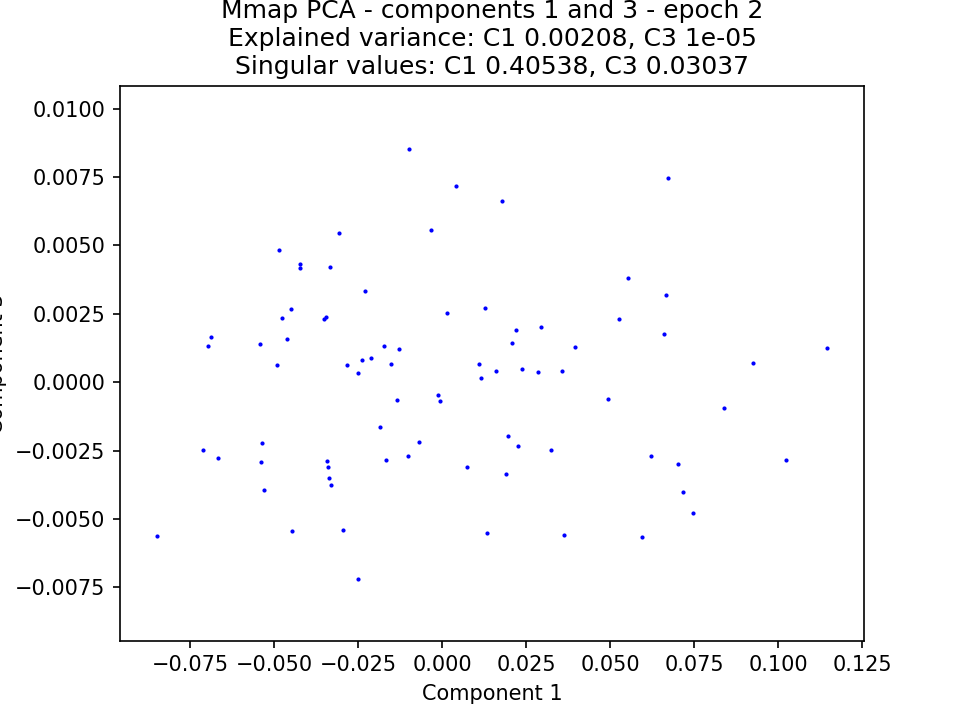 Mmap PCA - components 1 and 3 - epoch 2
Explained variance: C1 0.00208, C3 1e-05
Singular values: C1 0.40538, C3 0.03037
0.0100
0.0075
0.0050
0.0025
0.0000
−0.0025
−0.0050
−0.0075
−0.075 −0.050 −0.025 0.000 0.025 0.050 0.075 0.100 0.125
Component 1